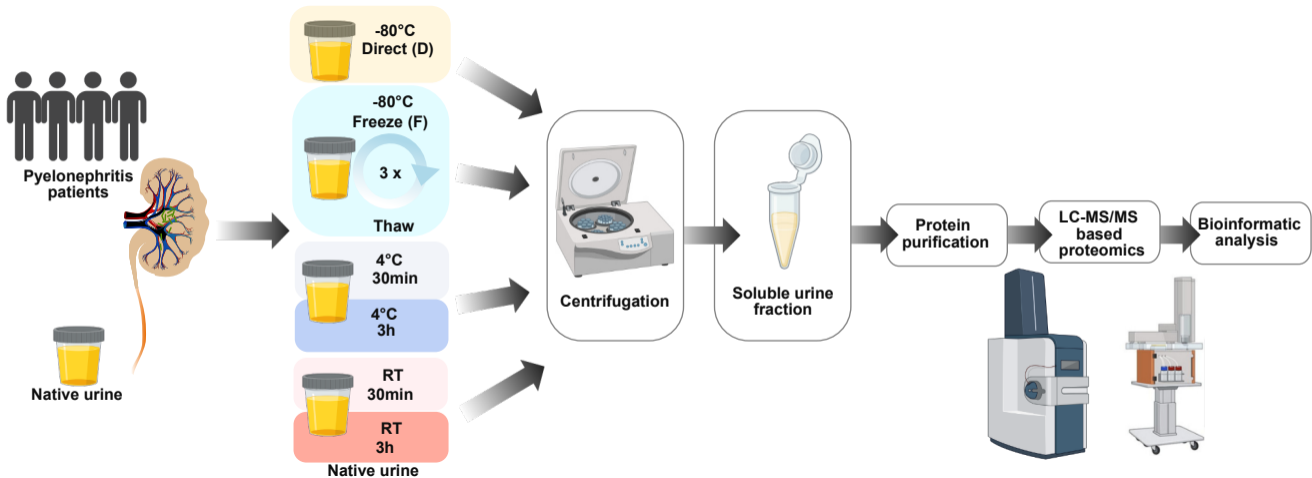 Pyelonephritis
patients
Native urine
-80°C
Direct (D)
-80°C
Freeze (F)
3 x
Thaw
4°C
30min
4°C
3h
RT
30min
RT
3h
Native urine
Centrifugation
Soluble urine
fraction
Protein
purification
LC-MS/MS
based
proteomics
Bioinformatic
analysis